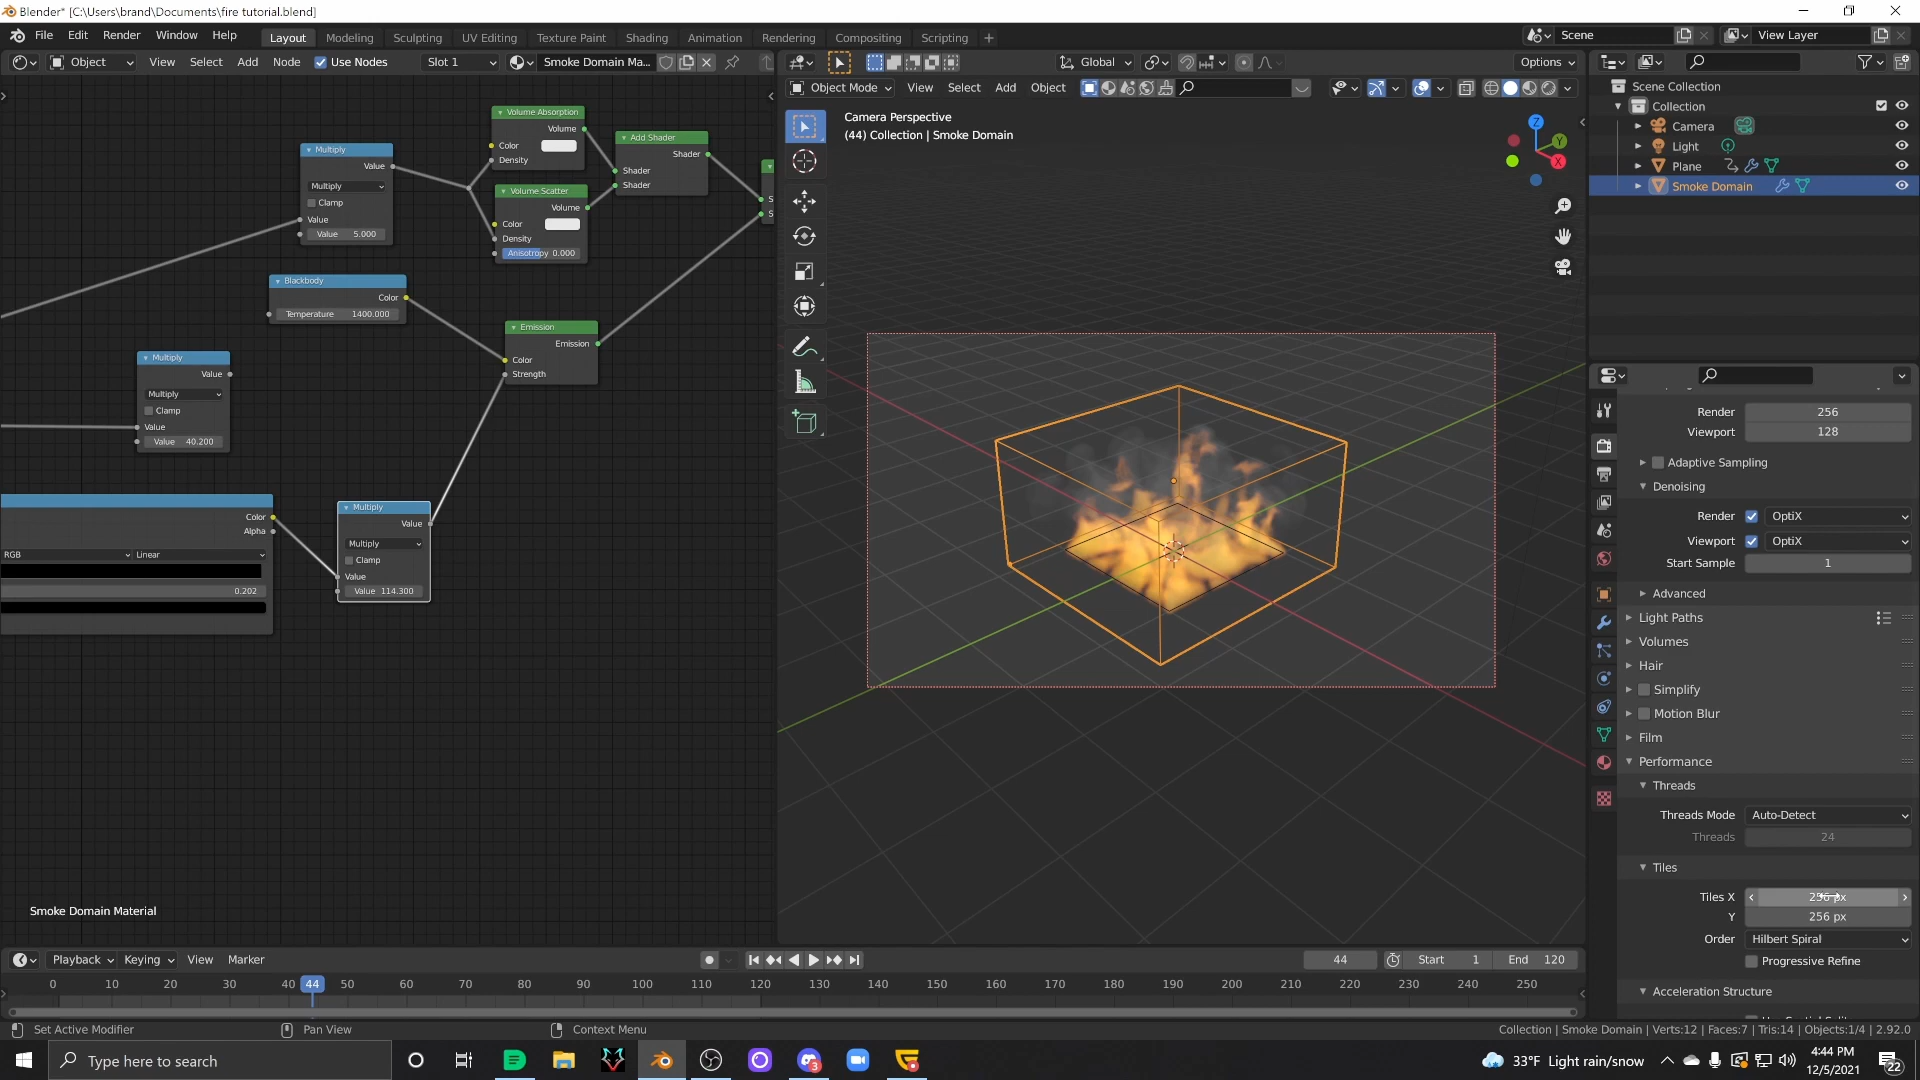 Blender* [C:\Users\brand\Documents\fire tutorial.blend]
File Edit Render Window Help Layout Modeling Sculpting UV Editing Texture Paint Shading Animation Rendering Compositing Scripting +
Scene View Layer
Object View Select Add Node Use Nodes Slot 1 Smoke Domain Ma...
Global Options
Object Mode View Select Add Object
Camera Perspective
(44) Collection | Smoke Domain
Scene Collection
Collection
Camera
Light
Plane
Smoke Domain
Z
Y
X
Volume Absorption
Volume
Color
Density
Add Shader
Shader
Shader
Shader
Multiply
Value
Multiply
Clamp
Value
Value 5.000
Volume Scatter
Volume
Color
Density
Anisotropy 0.000
S
S
Blackbody
Color
Temperature 1400.000
Emission
Emission
Color
Strength
Multiply
Value
Multiply
Clamp
Value
Value 40.200
Color
Alpha
RGB Linear
0.202
Multiply
Value
Multiply
Clamp
Value
Value 114.300
Smoke Domain Material
Render 256
Viewport 128
Adaptive Sampling
Denoising
Render OptiX
Viewport OptiX
Start Sample 1
Advanced
Light Paths
Volumes
Hair
Simplify
Motion Blur
Film
Performance
Threads
Threads Mode Auto-Detect
Threads 24
Tiles
Tiles X 256 px
Y 256 px
Order Hilbert Spiral
Progressive Refine
Acceleration Structure
Playback Keying View Marker 44 Start 1 End 120
0 10 20 30 40 44 50 60 70 80 90 100 110 120 130 140 150 160 170 180 190 200 210 220 230 240 250
Set Active Modifier Pan View Context Menu Collection | Smoke Domain | Verts:12 | Faces:7 | Tris:14 | Objects:1/4 | 2.92.0
Type here to search 3 33°F Light rain/snow 4:44 PM
12/5/2021 22